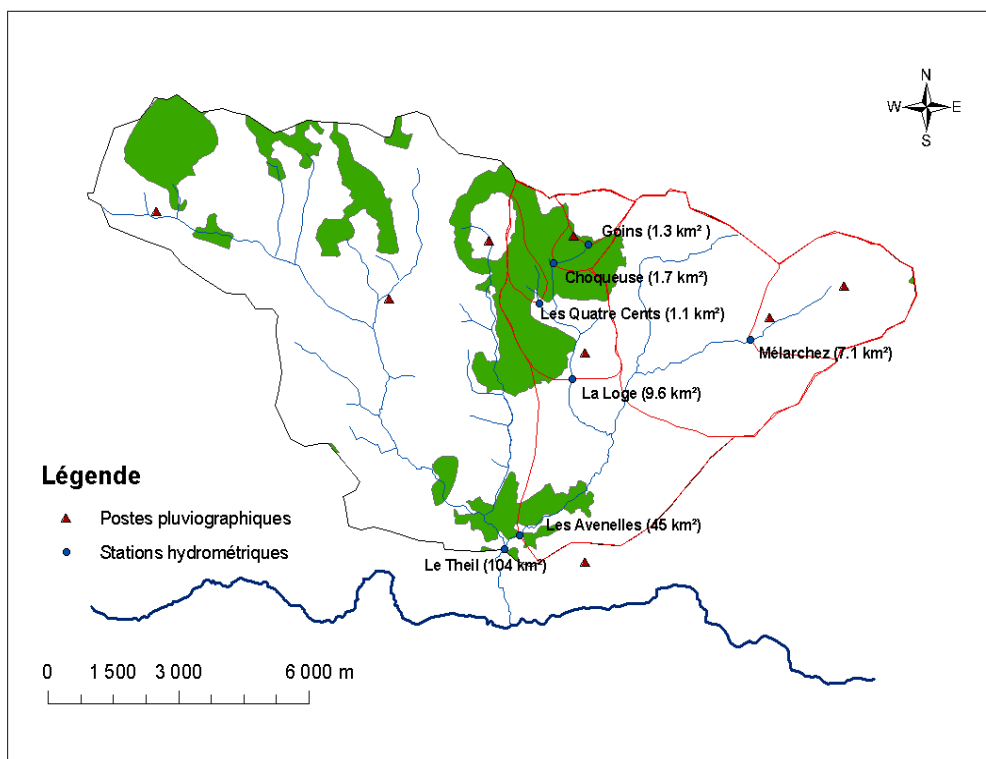 N
W E
S
Goins (1.3 km² )
Choqueuse (1.7 km²)
Les Quatre Cents (1.1 km²)
Mélarchez (7.1 km²)
La Loge (9.6 km²)
Légende
Postes pluviographiques
Les Avenelles (45 km²)
Stations hydrométriques
Le Theil (104 km²)
0 1 500 3 000 6 000 m